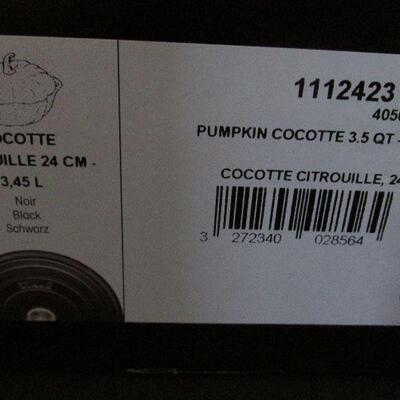 COCOTTE
UILLE 24 CM -
3,45 L
Noir
Black
Schwarz
1112423
405
PUMPKIN COCOTTE 3.5 QT -
COCOTTE CITROUILLE, 24
3 272340 028564